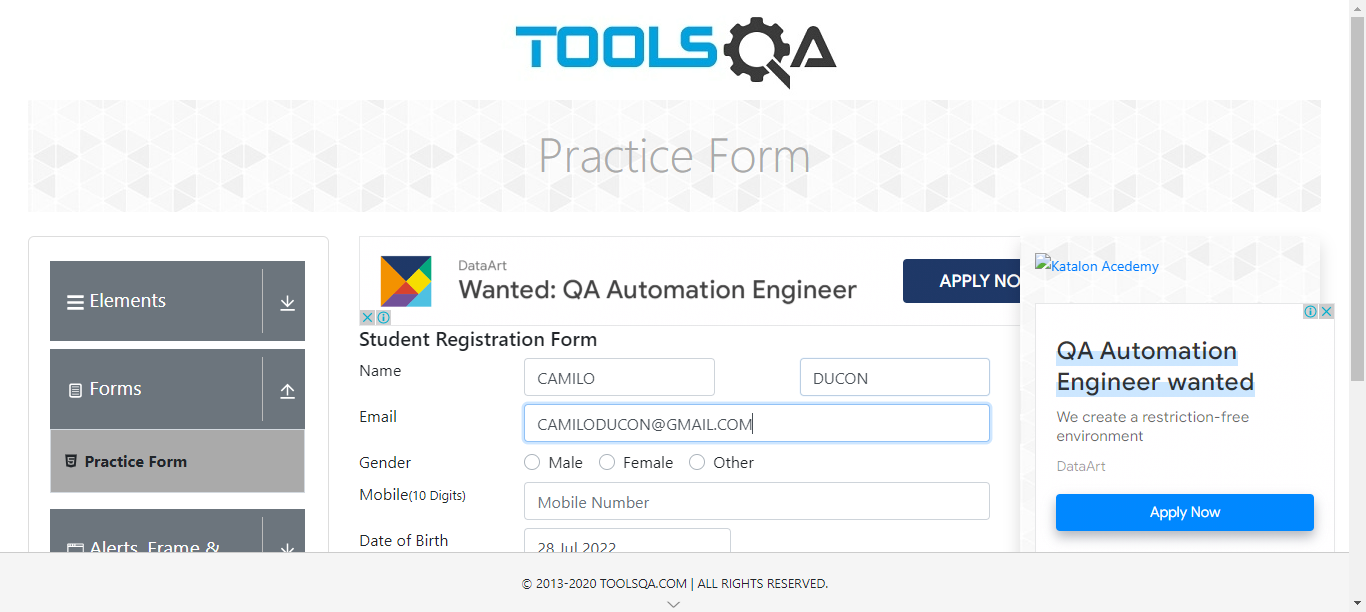 TOOLSQA
Practice Form
Elements
Forms
Practice Form
Alerts, Frame &
DataArt
Wanted: QA Automation Engineer
APPLY NO
Student Registration Form
Name
CAMILO
DUCON
Email
CAMILODUCON@GMAIL.COM
Gender
Male
Female
Other
Mobile(10 Digits)
Mobile Number
Date of Birth
28 Jul 2022
Katalon Acedemy
QA Automation
Engineer wanted
We create a restriction-free
environment
DataArt
Apply Now
© 2013-2020 TOOLSQA.COM | ALL RIGHTS RESERVED.